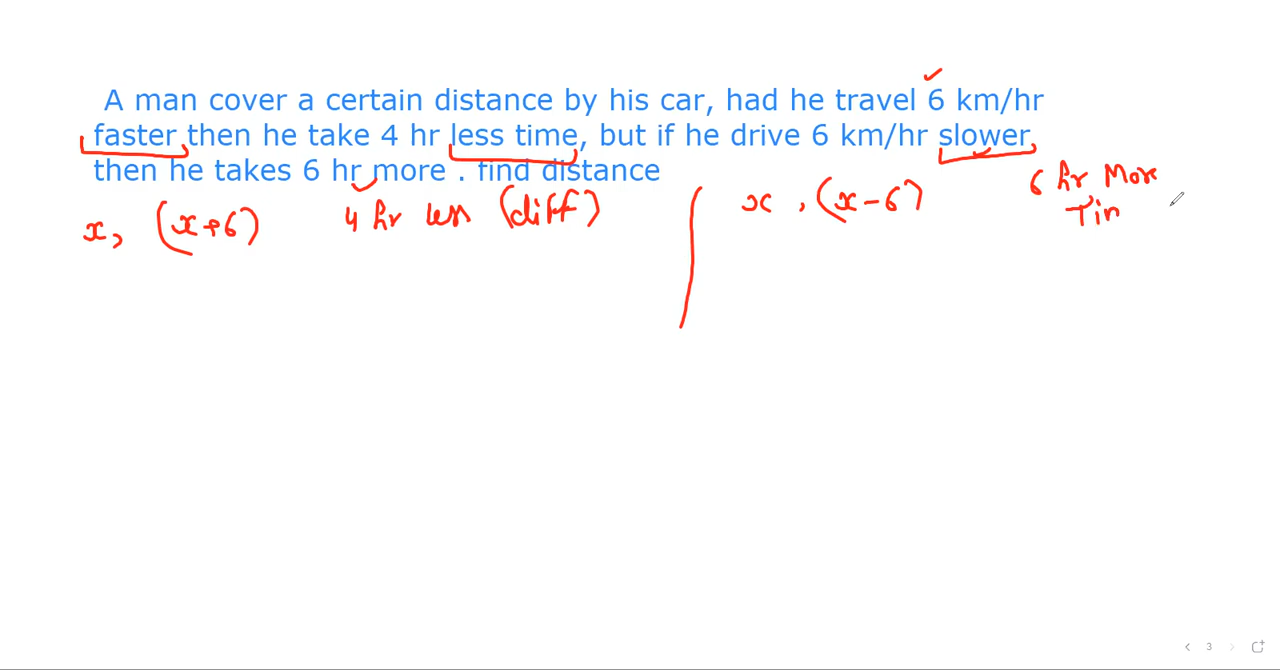 A man cover a certain distance by his car, had he travel 6 km/hr
faster then he take 4 hr less time, but if he drive 6 km/hr slower,
then he takes 6 hr more . find distance
x, (x+6) 4 hr less (diff) x , (x-6) 6 hr More
Tim
3